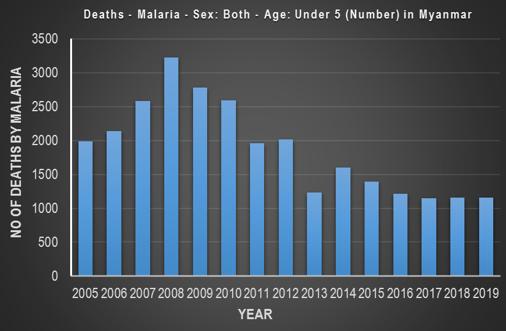 Deaths - Malaria - Sex: Both - Age: Under 5 (Number) in Myanmar
NO OF DEATHS BY MALARIA
3500
3000
2500
2000
1500
1000
500
0
2005 2006 2007 2008 2009 2010 2011 2012 2013 2014 2015 2016 2017 2018 2019
YEAR